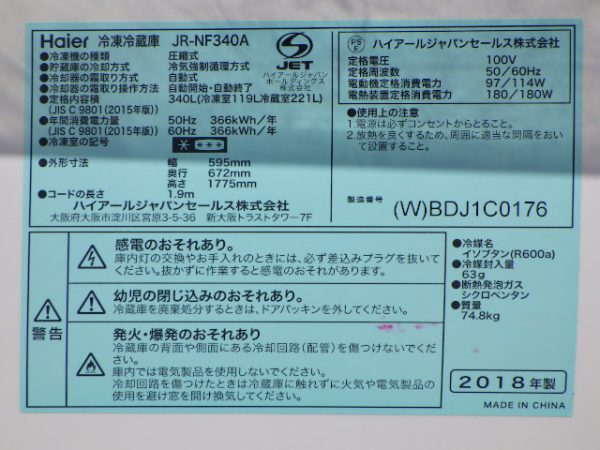 Haier 冷凍冷蔵庫 JR-NF340A
●冷凍機の種類 圧縮式
●貯蔵庫の冷却方式 冷気強制循環方式
●冷却器の霜取り方式 自動式
●冷却器の霜取り操作方法 自動開始・自動終了
●定格内容積 340L(冷凍室119L冷蔵室221L)
(JIS C 9801(2015年版))
●年間消費電力量 50Hz 366kWh/年
(JIS C 9801(2015年版)) 60Hz 366kWh/年
●冷凍室の記号
●外形寸法 幅 595mm
奥行 672mm
高さ 1775mm
●コードの長さ 1.9m
ハイアールジャパンセールス株式会社
大阪府大阪市淀川区宮原3-5-36 新大阪トラストタワー7F
S JET
ハイアールジャパン
ホールディングス
株式会社
PS E ハイアールジャパンセールス株式会社
定格電圧 100V
定格周波数 50/60Hz
電動機定格消費電力 97/114W
電熱装置定格消費電力 180/180W
●使用上の注意
1.電源は必ずコンセントからとること。
2.放熱を良くするため、周囲に適当な間隔をおい
て設置すること。
製造番号 (W)BDJ1C0176
警告
感電のおそれあり。
庫内灯の交換やお手入れのときには、必ず差込みプラグを抜いて
ください。抜かずに作業すると感電のおそれがあります。
幼児の閉じ込めのおそれあり。
冷蔵庫を廃棄処分するときは、ドアパッキンを外してください。
発火・爆発のおそれあり
冷蔵庫の背面や側面にある冷却回路(配管)を傷つけないでください。
庫内では電気製品を使用しないでください。
冷却回路を傷つけたときは冷蔵庫に触れずに火気や電気製品の
使用を避け窓を開け換気してください。
●冷媒名
イソブタン(R600a)
●冷媒封入量
63g
●断熱発泡ガス
シクロペンタン
●質量
74.8kg
2018年製
MADE IN CHINA